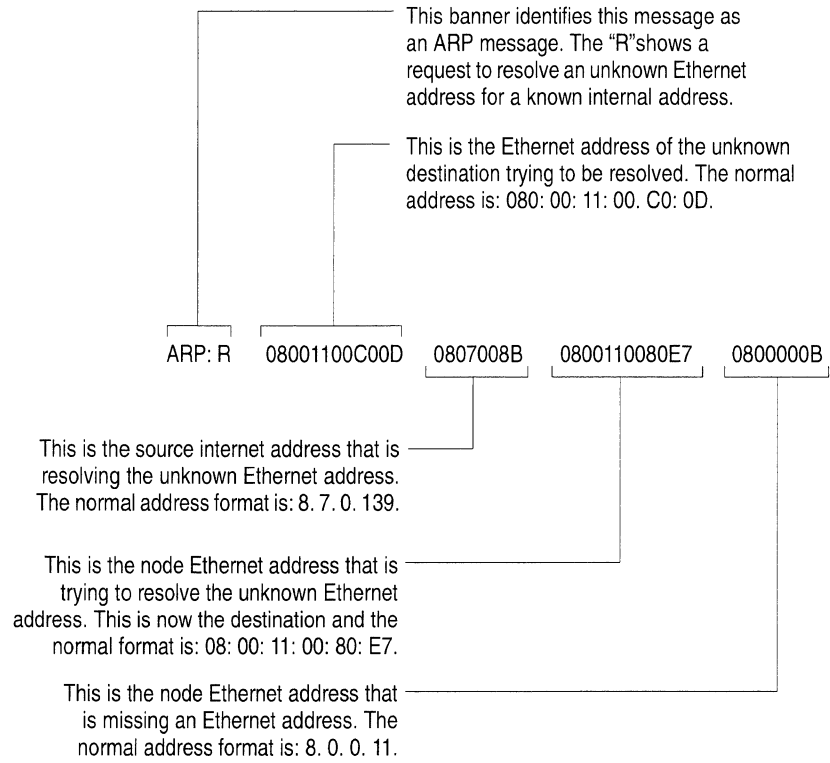 This banner identifies this message as
an ARP message. The “R”shows a
request to resolve an unknown Ethernet
address for a known internal address.
This is the Ethernet address of the unknown
destination trying to be resolved. The normal
address is: 080: 00: 11: 00. C0: 0D.
ARP: R 08001100C00D 0807008B 0800110080E7 0800000B
This is the source internet address that is
resolving the unknown Ethernet address.
The normal address format is: 8. 7. 0. 139.
This is the node Ethernet address that is
trying to resolve the unknown Ethernet
address. This is now the destination and the
normal format is: 08: 00: 11: 00: 80: E7.
This is the node Ethernet address that
is missing an Ethernet address. The
normal address format is: 8. 0. 0. 11.